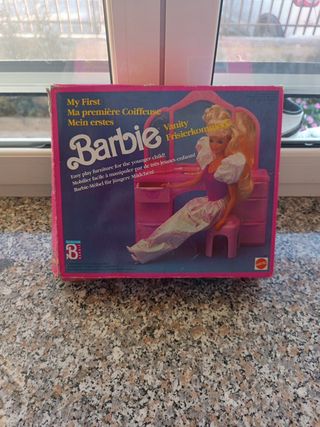 My First
Ma première Coiffeuse
Mein erstes
Barbie
Vanity
Frisierkommode
Easy play furniture for the younger child!
Mobilier facile à manipuler par de très jeunes enfants!
Barbie-Möbel für jüngere Mädchen!
B
MATTEL